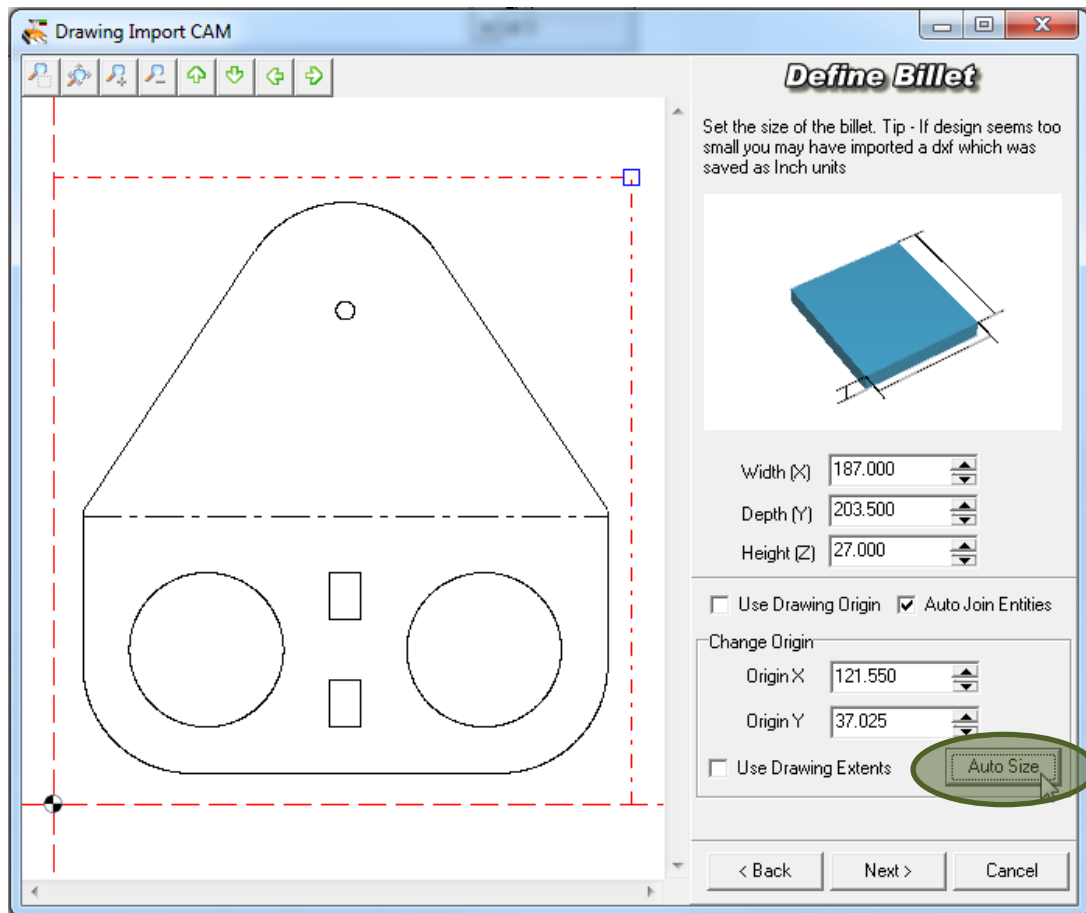 Drawing Import CAM
Define Billet
Set the size of the billet. Tip - If design seems too
small you may have imported a dxf which was
saved as Inch units
Width (X) 187.000
Depth (Y) 203.500
Height (Z) 27.000
Use Drawing Origin Auto Join Entities
Change Origin
Origin X 121.550
Origin Y 37.025
Use Drawing Extents Auto Size
< Back Next > Cancel